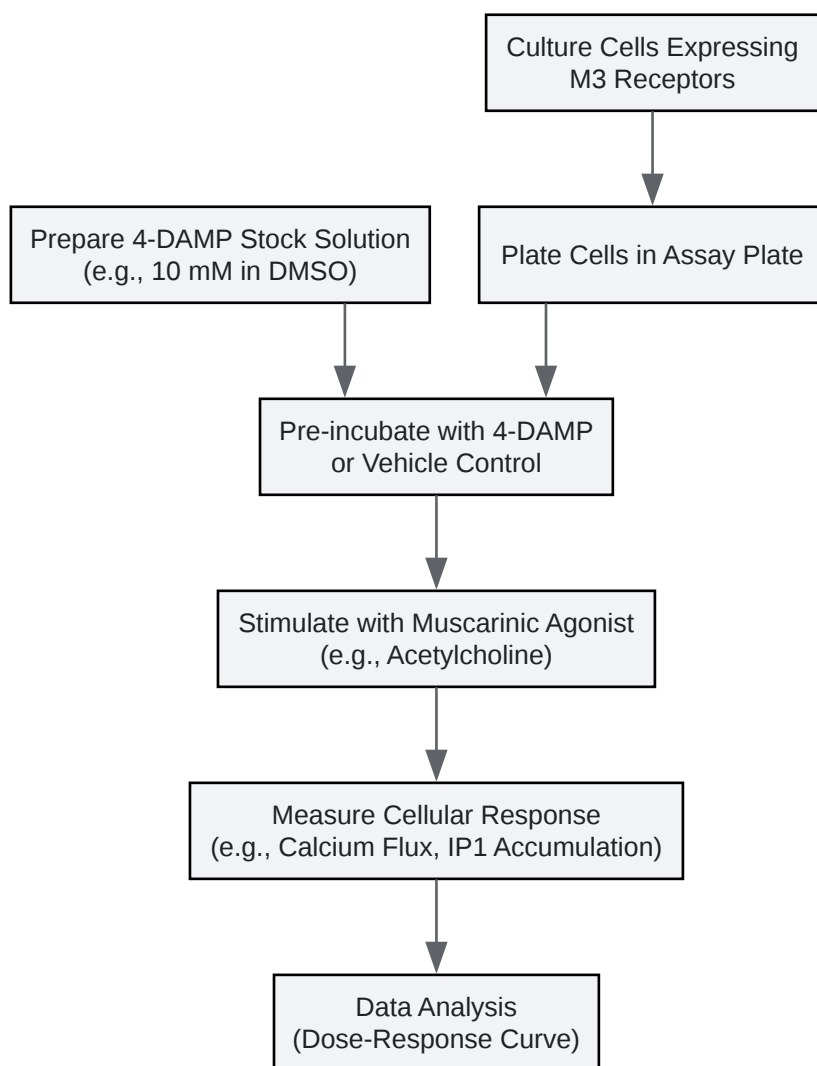 Culture Cells Expressing
M3 Receptors
Prepare 4-DAMP Stock Solution
(e.g., 10 mM in DMSO)
Plate Cells in Assay Plate
Pre-incubate with 4-DAMP
or Vehicle Control
Stimulate with Muscarinic Agonist
(e.g., Acetylcholine)
Measure Cellular Response
(e.g., Calcium Flux, IP1 Accumulation)
Data Analysis
(Dose-Response Curve)